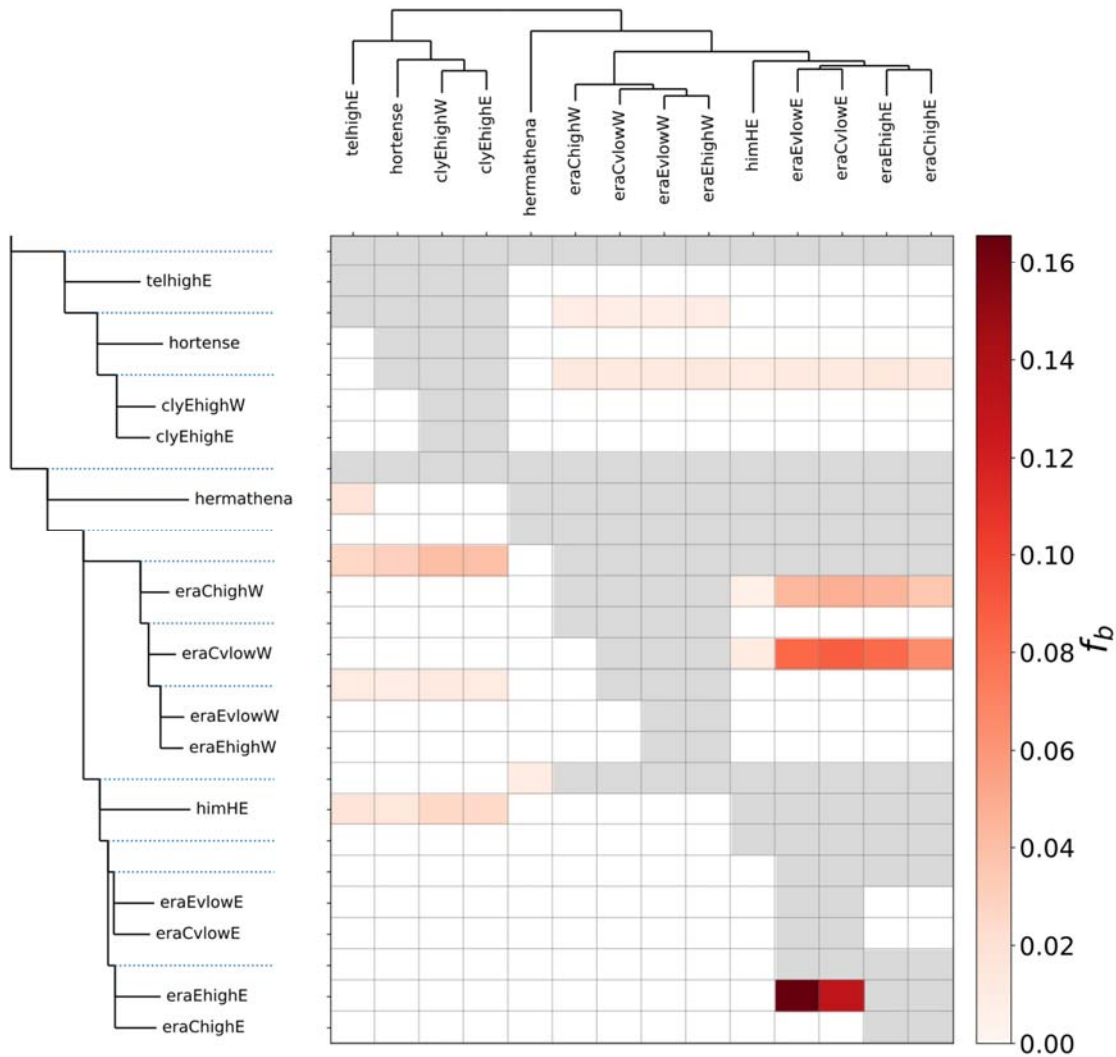 telhighE
hortense
clyEhighW
clyEhighE
hermathena
eraChighW
eraCvlowW
eraEvlowW
eraEhighW
himHE
eraEvlowE
eraCvlowE
eraEhighE
eraChighE
telhighE
hortense
clyEhighW
clyEhighE
hermathena
eraChighW
eraCvlowW
eraEvlowW
eraEhighW
himHE
eraEvlowE
eraCvlowE
eraEhighE
eraChighE
0.16
0.14
0.12
0.10
0.08
0.06
0.04
0.02
0.00
f_b